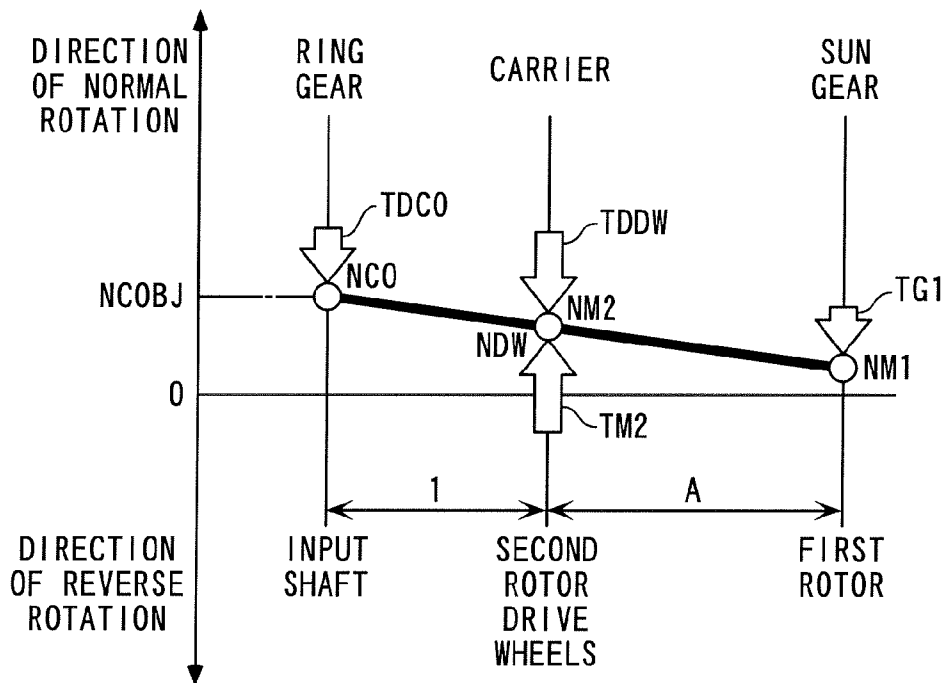 DIRECTION
OF NORMAL
ROTATION
RING
GEAR
CARRIER
SUN
GEAR
TDCO
TDDW
TG1
NCO
NCOBJ
NM2
NDW
NM1
0
TM2
1
A
DIRECTION
OF REVERSE
ROTATION
INPUT
SHAFT
SECOND
ROTOR
DRIVE
WHEELS
FIRST
ROTOR